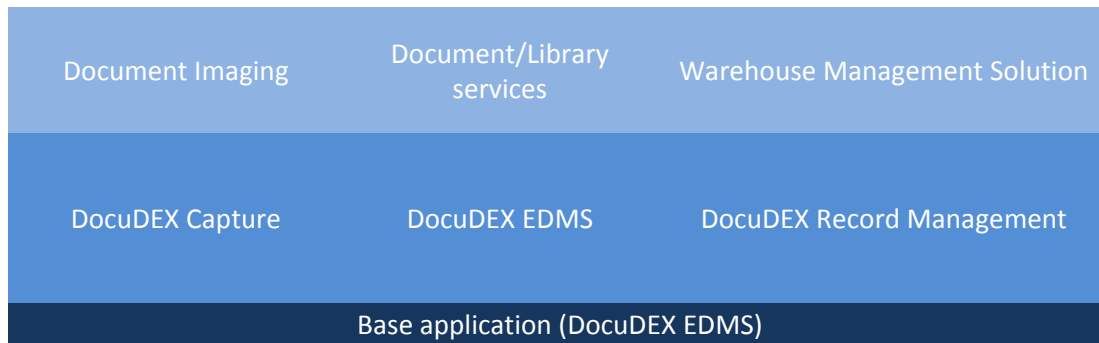 Document Imaging
Document/Library
services
Warehouse Management Solution
DocuDEX Capture
DocuDEX EDMS
DocuDEX Record Management
Base application (DocuDEX EDMS)